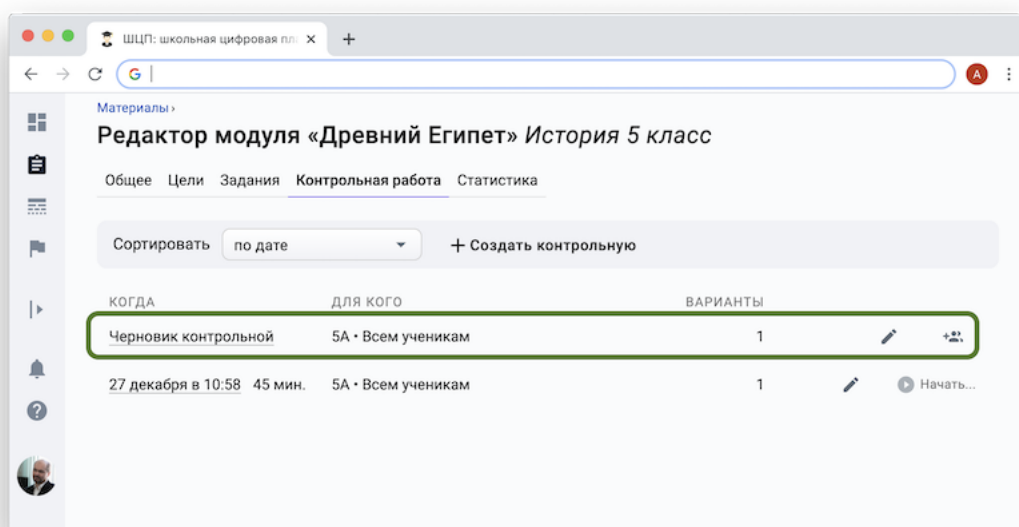 ШЦП: школьная цифровая пл
A
Материалы ›
Редактор модуля «Древний Египет» История 5 класс
Общее Цели Задания Контрольная работа Статистика
Сортировать по дате + Создать контрольную
КОГДА ДЛЯ КОГО ВАРИАНТЫ
Черновик контрольной 5А • Всем ученикам 1
27 декабря в 10:58 45 мин. 5А • Всем ученикам 1 Начать...